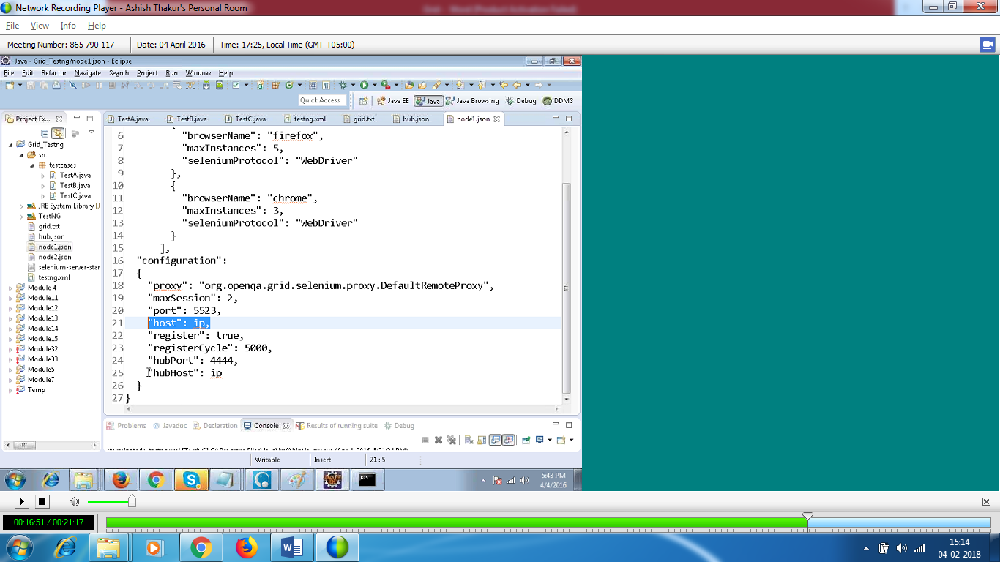 Network Recording Player - Ashish Thakur's Personal Room
File View Info Help
Meeting Number: 865 790 117 Date: 04 April 2016 Time: 17:25, Local Time (GMT +05:00)
Java - Grid_Testng/node1.json - Eclipse
File Edit Refactor Navigate Search Project Run Window Help
Quick Access Java EE Java Java Browsing Debug DDMS
Project Ex... TestA.java TestB.java TestC.java testng.xml grid.txt hub.json node1.json
Grid_Testng
src
testcases
TestA.java
TestB.java
TestC.java
JRE System Library [J
TestNG
grid.txt
hub.json
node1.json
node2.json
selenium-server-star
testng.xml
Module 4
Module11
Module12
Module13
Module14
Module15
Module32
Module33
Module5
Module7
Temp
6 "browserName": "firefox",
7 "maxInstances": 5,
8 "seleniumProtocol": "WebDriver"
9 },
10 {
11 "browserName": "chrome",
12 "maxInstances": 3,
13 "seleniumProtocol": "WebDriver"
14 }
15 ],
16 "configuration":
17 {
18 "proxy": "org.openqa.grid.selenium.proxy.DefaultRemoteProxy",
19 "maxSession": 2,
20 "port": 5523,
21 "host": ip,
22 "register": true,
23 "registerCycle": 5000,
24 "hubPort": 4444,
25 "hubHost": ip
26 }
27 }
Problems Javadoc Declaration Console Results of running suite Debug
Writable Insert 21 : 5
5:43 PM
4/4/2016
00:16:51 / 00:21:17
15:14
04-02-2018